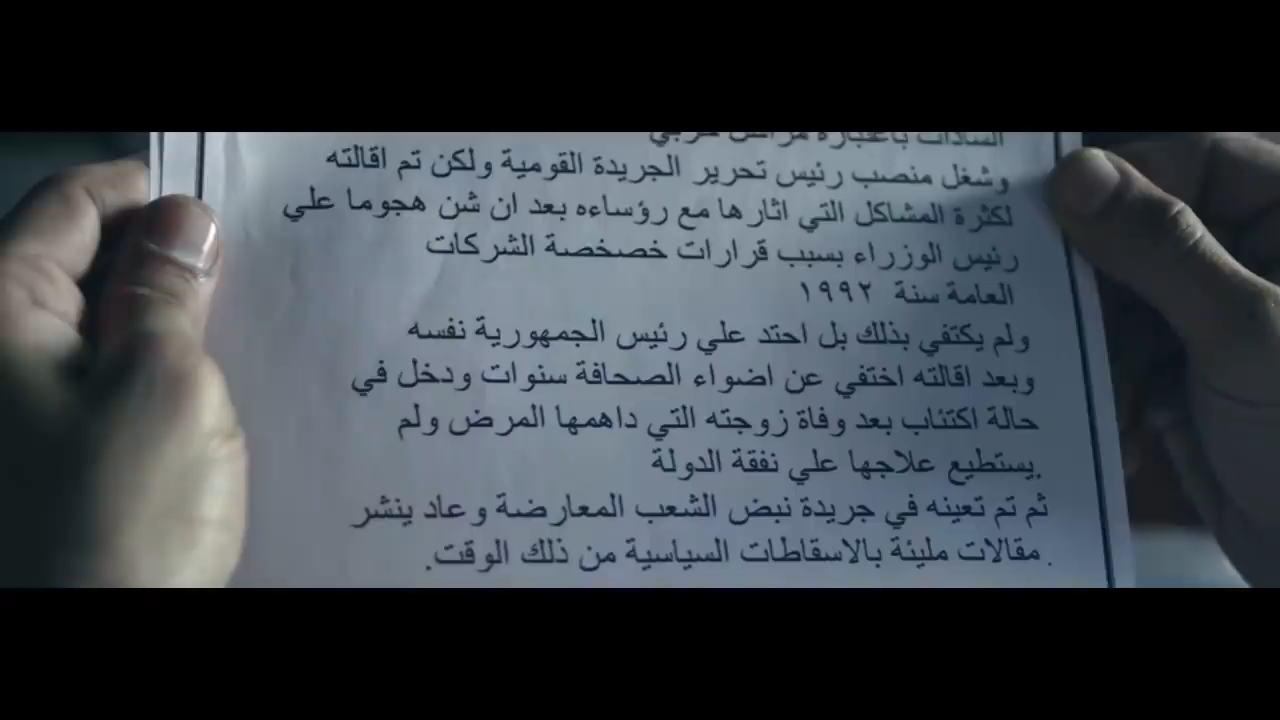 السادات باعتباره مراسل حربي
وشغل منصب رئيس تحرير الجريدة القومية ولكن تم اقالته
لكثرة المشاكل التي اثارها مع رؤساءه بعد ان شن هجوما علي
رئيس الوزراء بسبب قرارات خصخصة الشركات
العامة سنة ١٩٩٢
ولم يكتفي بذلك بل احتد علي رئيس الجمهورية نفسه
وبعد اقالته اختفي عن اضواء الصحافة سنوات ودخل في
حالة اكتئاب بعد وفاة زوجته التي داهمها المرض ولم
يستطيع علاجها علي نفقة الدولة.
ثم تم تعينه في جريدة نبض الشعب المعارضة وعاد ينشر
. مقالات مليئة بالاسقاطات السياسية من ذلك الوقت.